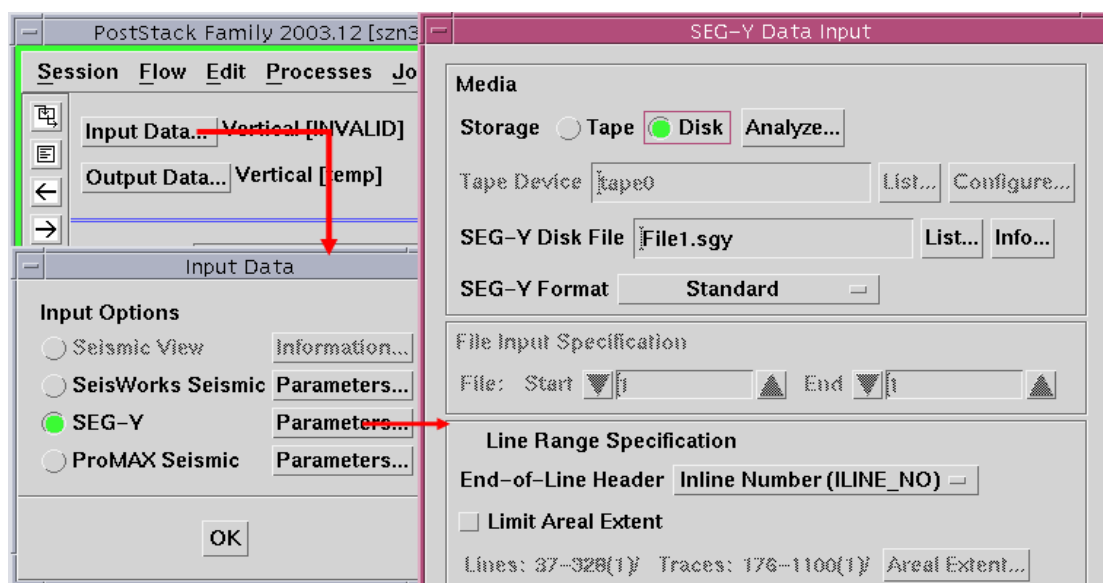 PostStack Family 2003.12 [szn3
Session Flow Edit Processes Jo
Input Data... Vertical [INVALID]
Output Data... Vertical [temp]
Input Data
Input Options
Seismic View Information...
SeisWorks Seismic Parameters...
SEG-Y Parameters...
ProMAX Seismic Parameters...
OK
SEG-Y Data Input
Media
Storage Tape Disk Analyze...
Tape Device tape0 List... Configure...
SEG-Y Disk File File1.sgy List... Info...
SEG-Y Format Standard
File Input Specification
File: Start 1 End 1
Line Range Specification
End-of-Line Header Inline Number (ILINE_NO)
Limit Areal Extent
Lines: 37-328(1)/ Traces: 176-1100(1)/ Areal Extent...